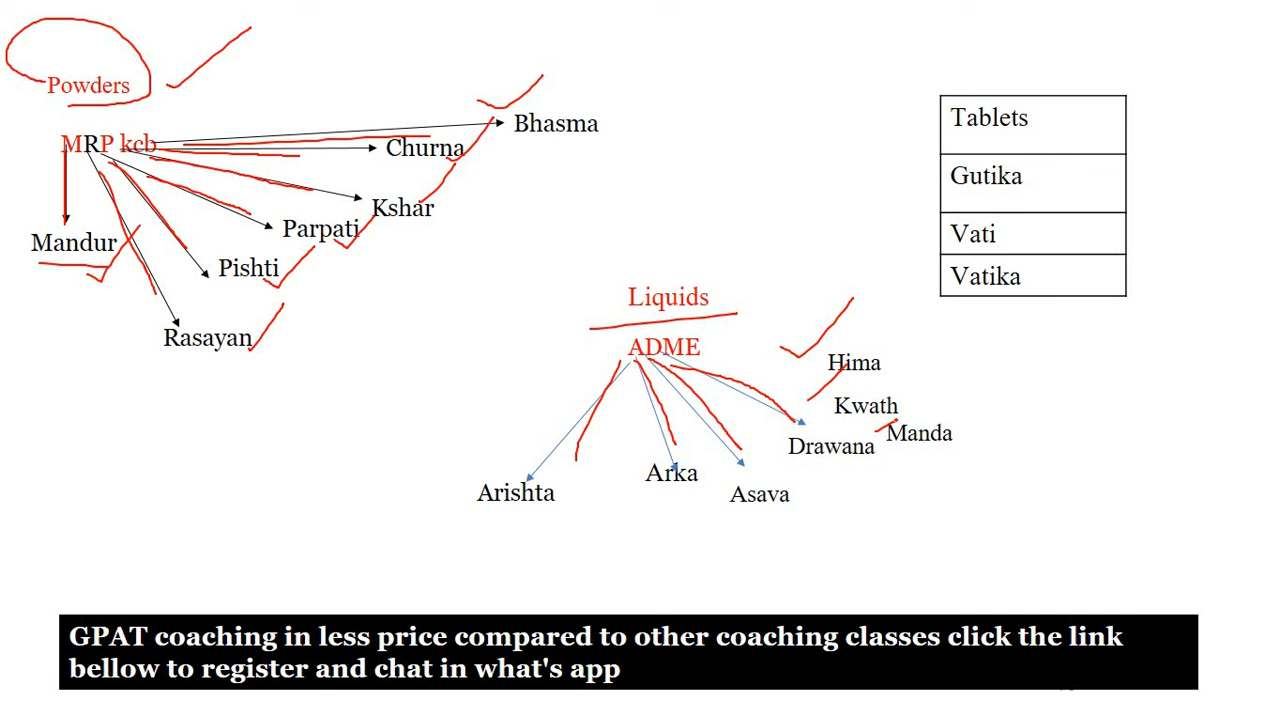 Powders
MRP kcb
Bhasma
Churna
Kshar
Parpati
Mandur
Pishti
Rasayan
Liquids
ADME
Hima
Kwath
Manda
Drawana
Arka
Arishta
Asava
Tablets
Gutika
Vati
Vatika
GPAT coaching in less price compared to other coaching classes click the link
bellow to register and chat in what's app